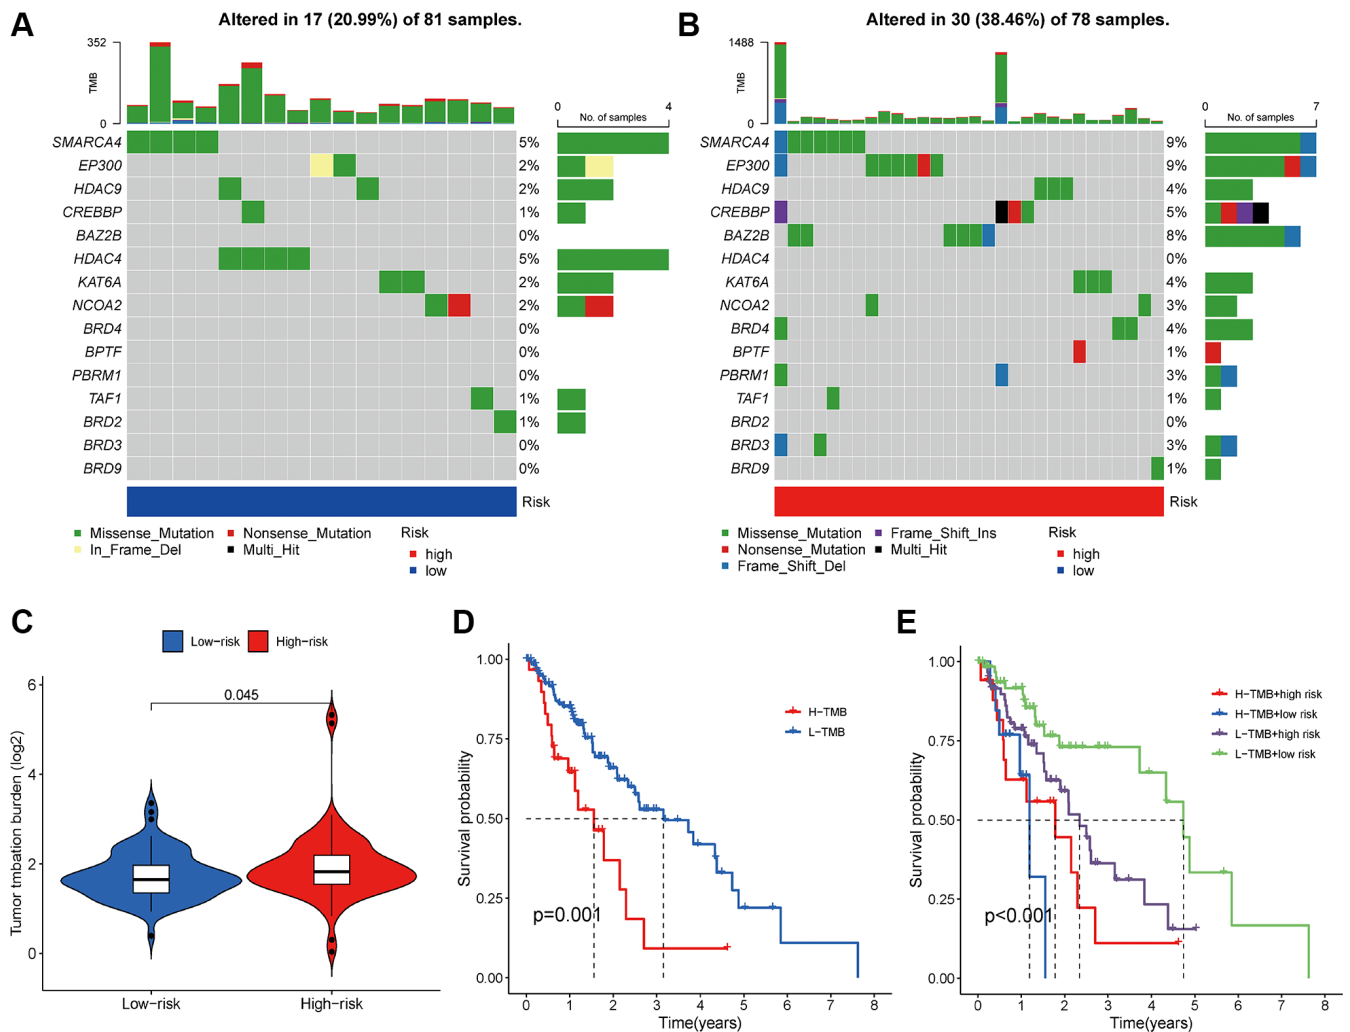 A
Altered in 17 (20.99%) of 81 samples.
352
0
TMB
0 4
No. of samples
SMARCA4 5%
EP300 2%
HDAC9 2%
CREBBP 1%
BAZ2B 0%
HDAC4 5%
KAT6A 2%
NCOA2 2%
BRD4 0%
BPTF 0%
PBRM1 0%
TAF1 1%
BRD2 1%
BRD3 0%
BRD9 0%
Risk
Missense_Mutation Nonsense_Mutation Risk
In_Frame_Del Multi_Hit high
low
B
Altered in 30 (38.46%) of 78 samples.
1488
0
TMB
0 7
No. of samples
SMARCA4 9%
EP300 9%
HDAC9 4%
CREBBP 5%
BAZ2B 8%
HDAC4 0%
KAT6A 4%
NCOA2 3%
BRD4 4%
BPTF 1%
PBRM1 3%
TAF1 1%
BRD2 0%
BRD3 3%
BRD9 1%
Risk
Missense_Mutation Frame_Shift_Ins Risk
Nonsense_Mutation Multi_Hit high
Frame_Shift_Del low
C
Low-risk High-risk
0.045
6
4
2
0
Tumor tmbation burden (log2)
Low-risk High-risk
D
1.00
0.75
0.50
0.25
0.00
Survival probability
H-TMB
L-TMB
p=0.001
0 1 2 3 4 5 6 7 8
Time(years)
E
1.00
0.75
0.50
0.25
0.00
Survival probability
H-TMB+high risk
H-TMB+low risk
L-TMB+high risk
L-TMB+low risk
p<0.001
0 1 2 3 4 5 6 7 8
Time(years)